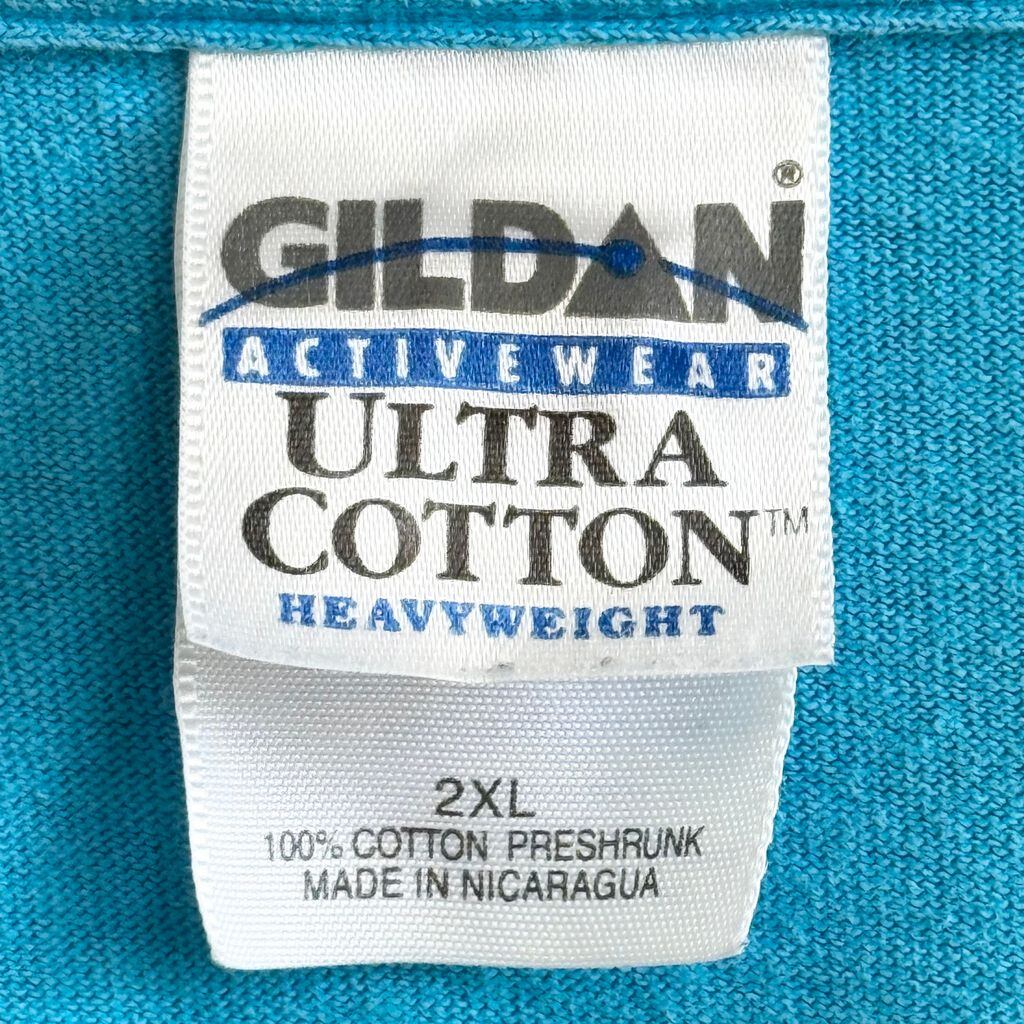 GILDAN®
ACTIVEWEAR
ULTRA
COTTON™
HEAVYWEIGHT
2XL
100% COTTON PRESHRUNK
MADE IN NICARAGUA